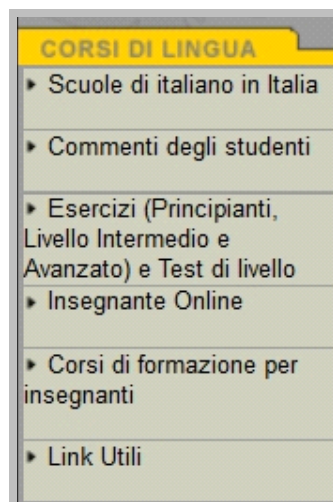 CORSI DI LINGUA
Scuole di italiano in Italia
Commenti degli studenti
Esercizi (Principianti,
Livello Intermedio e
Avanzato) e Test di livello
Insegnante Online
Corsi di formazione per
insegnanti
Link Utili